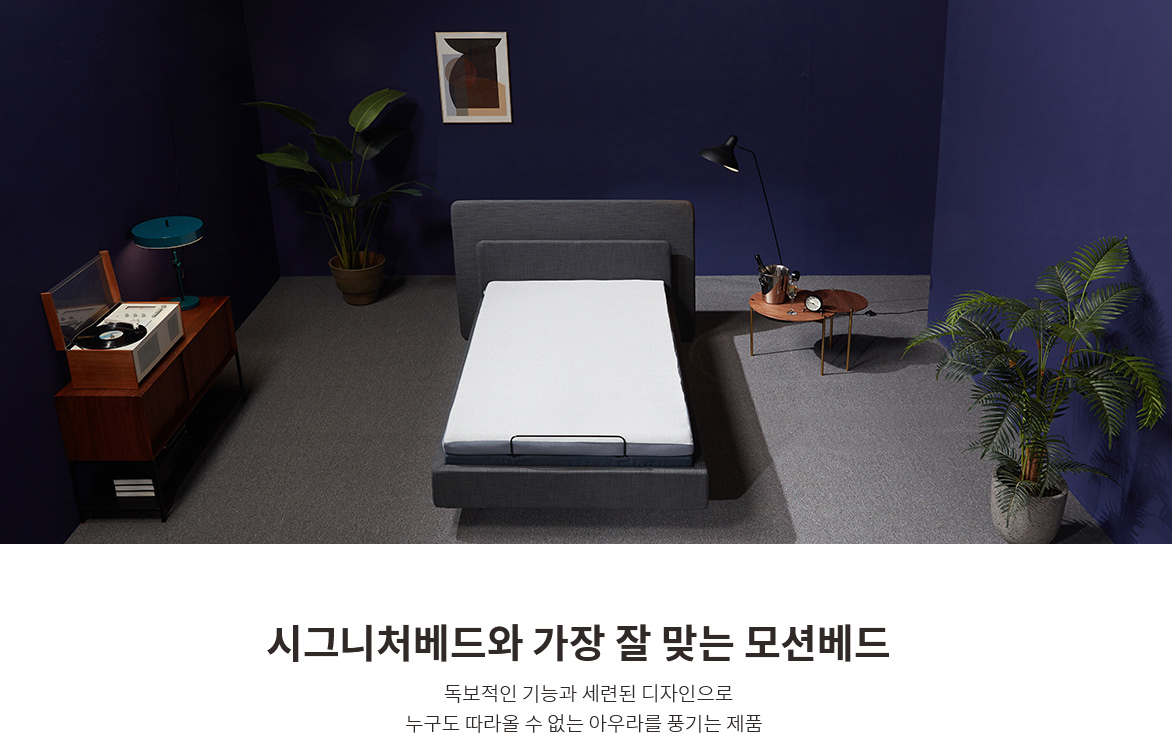 시그니처베드와 가장 잘 맞는 모션베드
독보적인 기능과 세련된 디자인으로
누구도 따라올 수 없는 아우라를 풍기는 제품